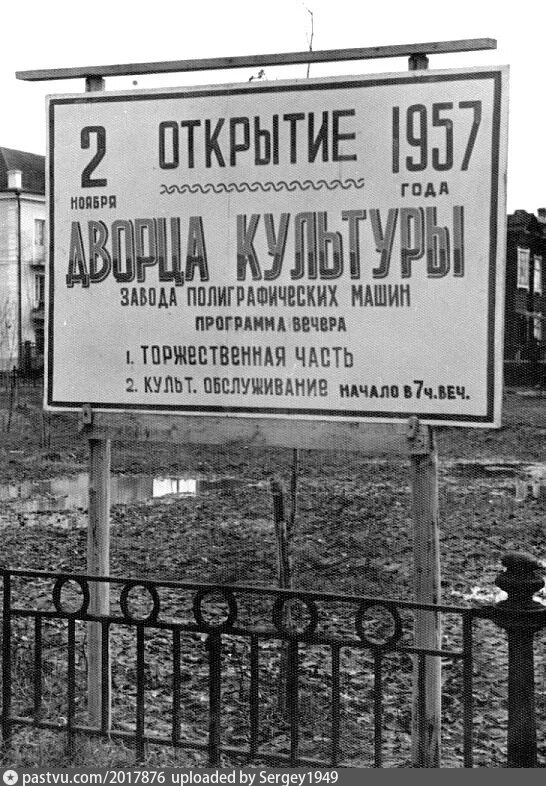 2 ОТКРЫТИЕ 1957
НОЯБРЯ ГОДА
ДВОРЦА КУЛЬТУРЫ
ЗАВОДА ПОЛИГРАФИЧЕСКИХ МАШИН
ПРОГРАММА ВЕЧЕРА
1. ТОРЖЕСТВЕННАЯ ЧАСТЬ
2. КУЛЬТ. ОБСЛУЖИВАНИЕ НАЧАЛО В 7 Ч. ВЕЧ.
pastvu.com/2017876 uploaded by Sergey1949